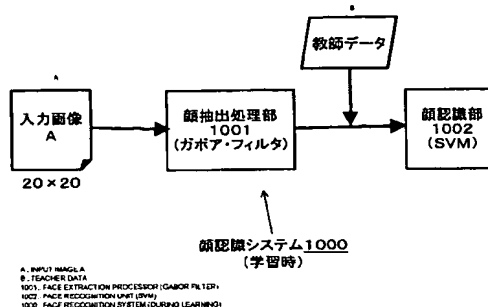 B
教師データ
A
入力画像
A
20×20
顔抽出処理部
1001
(ガボア・フィルタ)
顔認識部
1002
(SVM)
顔認識システム1000
(学習時)
A. INPUT IMAGE A
B. TEACHER DATA
1001. FACE EXTRACTION PROCESSOR (GABOR FILTER)
1002. FACE RECOGNITION UNIT (SVM)
1000. FACE RECOGNITION SYSTEM (DURING LEARNING)